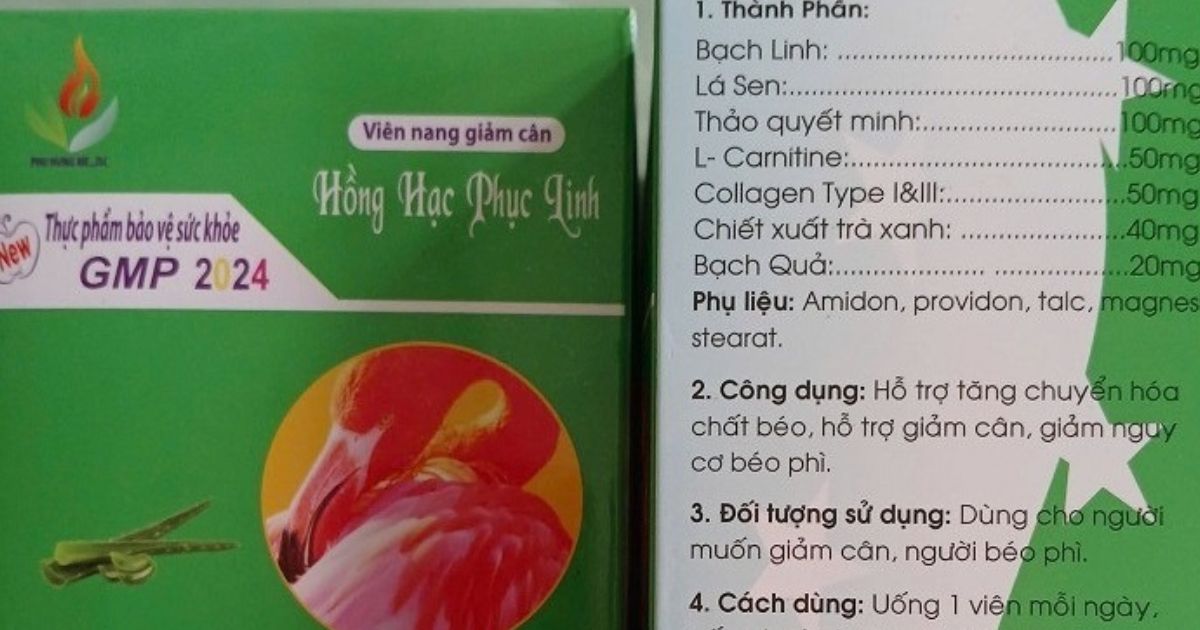 Viên nang giảm cân
Hồng Hạc Phục Linh
New
Thực phẩm bảo vệ sức khỏe
GMP 2024
1. Thành Phần:
Bạch Linh: ..................................... 100mg
Lá Sen:............................................ 100mg
Thảo quyết minh:.......................... 100mg
L- Carnitine:.....................................50mg
Collagen Type I&III:........................50mg
Chiết xuất trà xanh: ......................40mg
Bạch Quả:.................... ..................20mg
Phụ liệu: Amidon, providon, talc, magnes
stearat.
2. Công dụng: Hỗ trợ tăng chuyển hóa
chất béo, hỗ trợ giảm cân, giảm nguy
cơ béo phì.
3. Đối tượng sử dụng: Dùng cho người
muốn giảm cân, người béo phì.
4. Cách dùng: Uống 1 viên mỗi ngày,